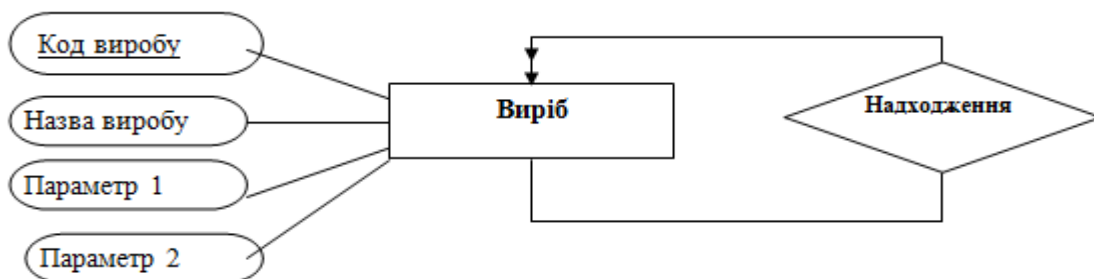 Код виробу
Назва виробу
Параметр 1
Параметр 2
Виріб
Надходження